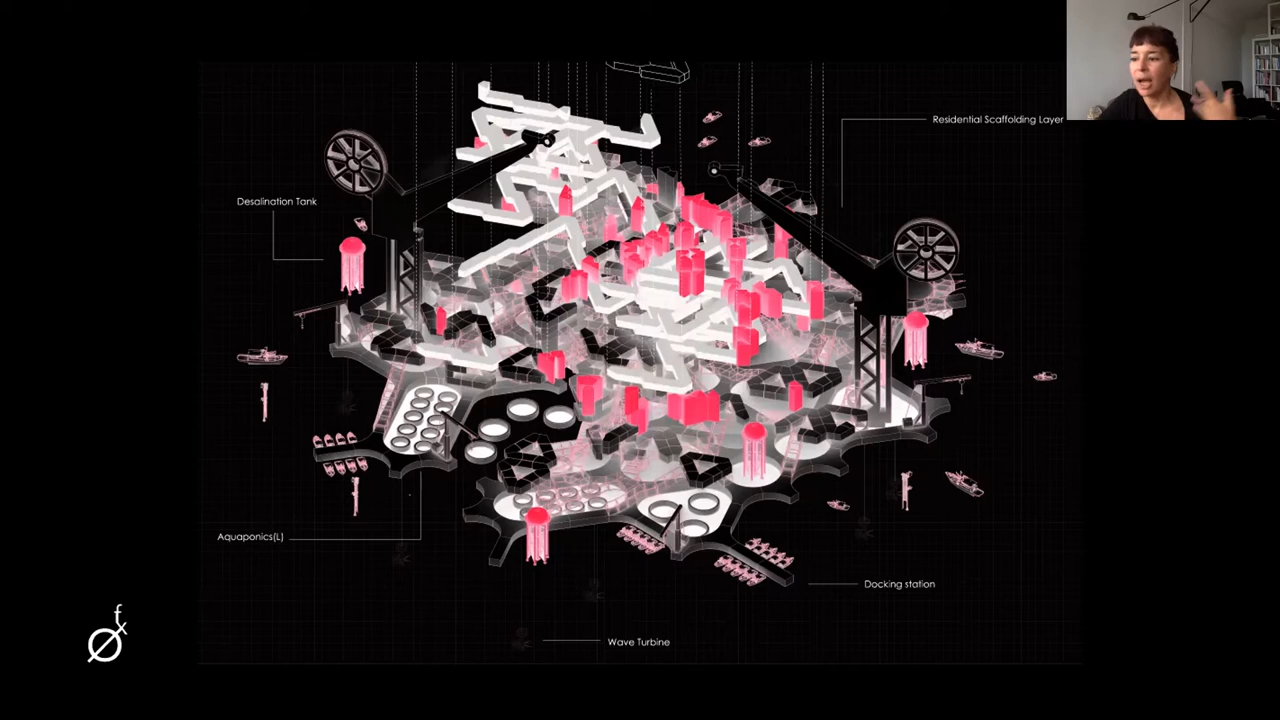 Residential Scaffolding Layer
Desalination Tank
Aquaponics(L)
Docking station
Wave Turbine